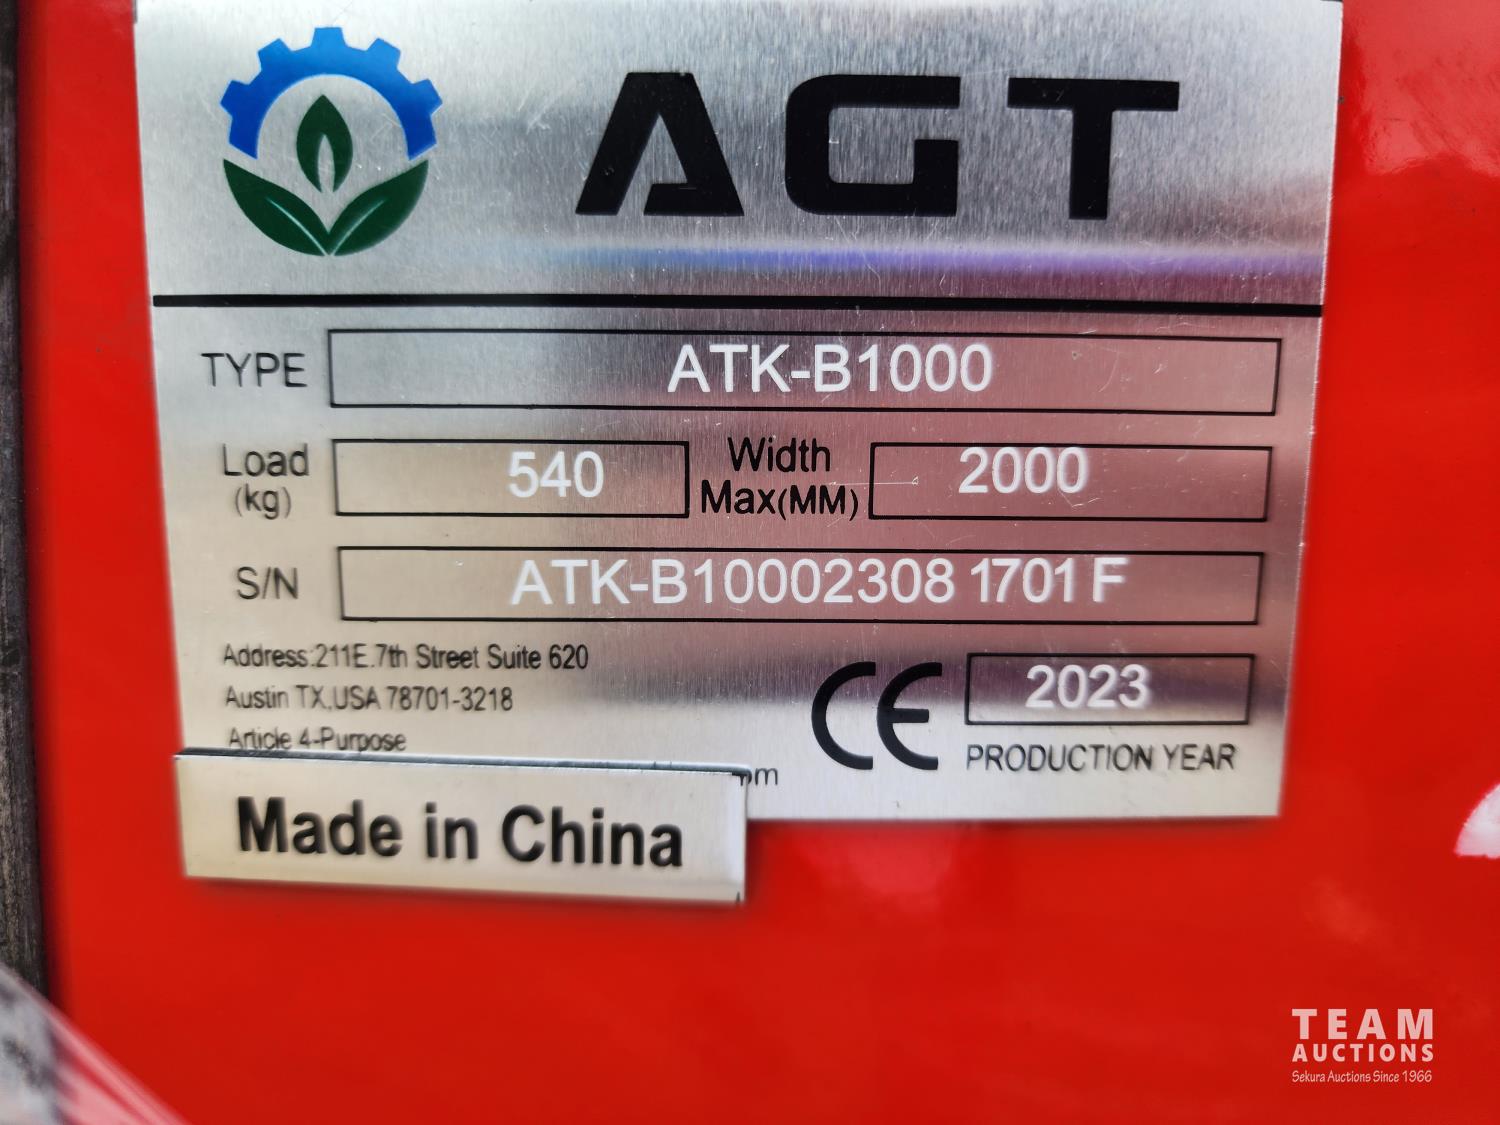 AGT
TYPE ATK-B1000
Load (kg) 540 Width Max(MM) 2000
S/N ATK-B10002308 1701 F
Address:211E.7th Street Suite 620
Austin TX,USA 78701-3218
Article 4-Purpose
CE 2023
PRODUCTION YEAR
Made in China
TEAM
AUCTIONS
Sekura Auctions Since 1966